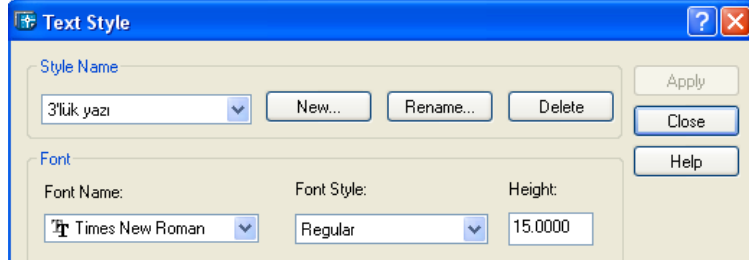 Text Style
Style Name
3'lük yazı New... Rename... Delete
Apply
Close
Help
Font
Font Name: Font Style: Height:
Times New Roman Regular 15.0000